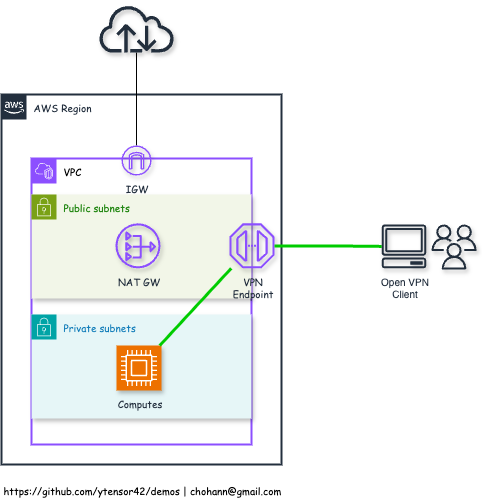 aws
AWS Region
VPC
IGW
Public subnets
NAT GW
VPN
Endpoint
Open VPN
Client
Private subnets
Computes
https://github.com/ytensor42/demos | chohann@gmail.com